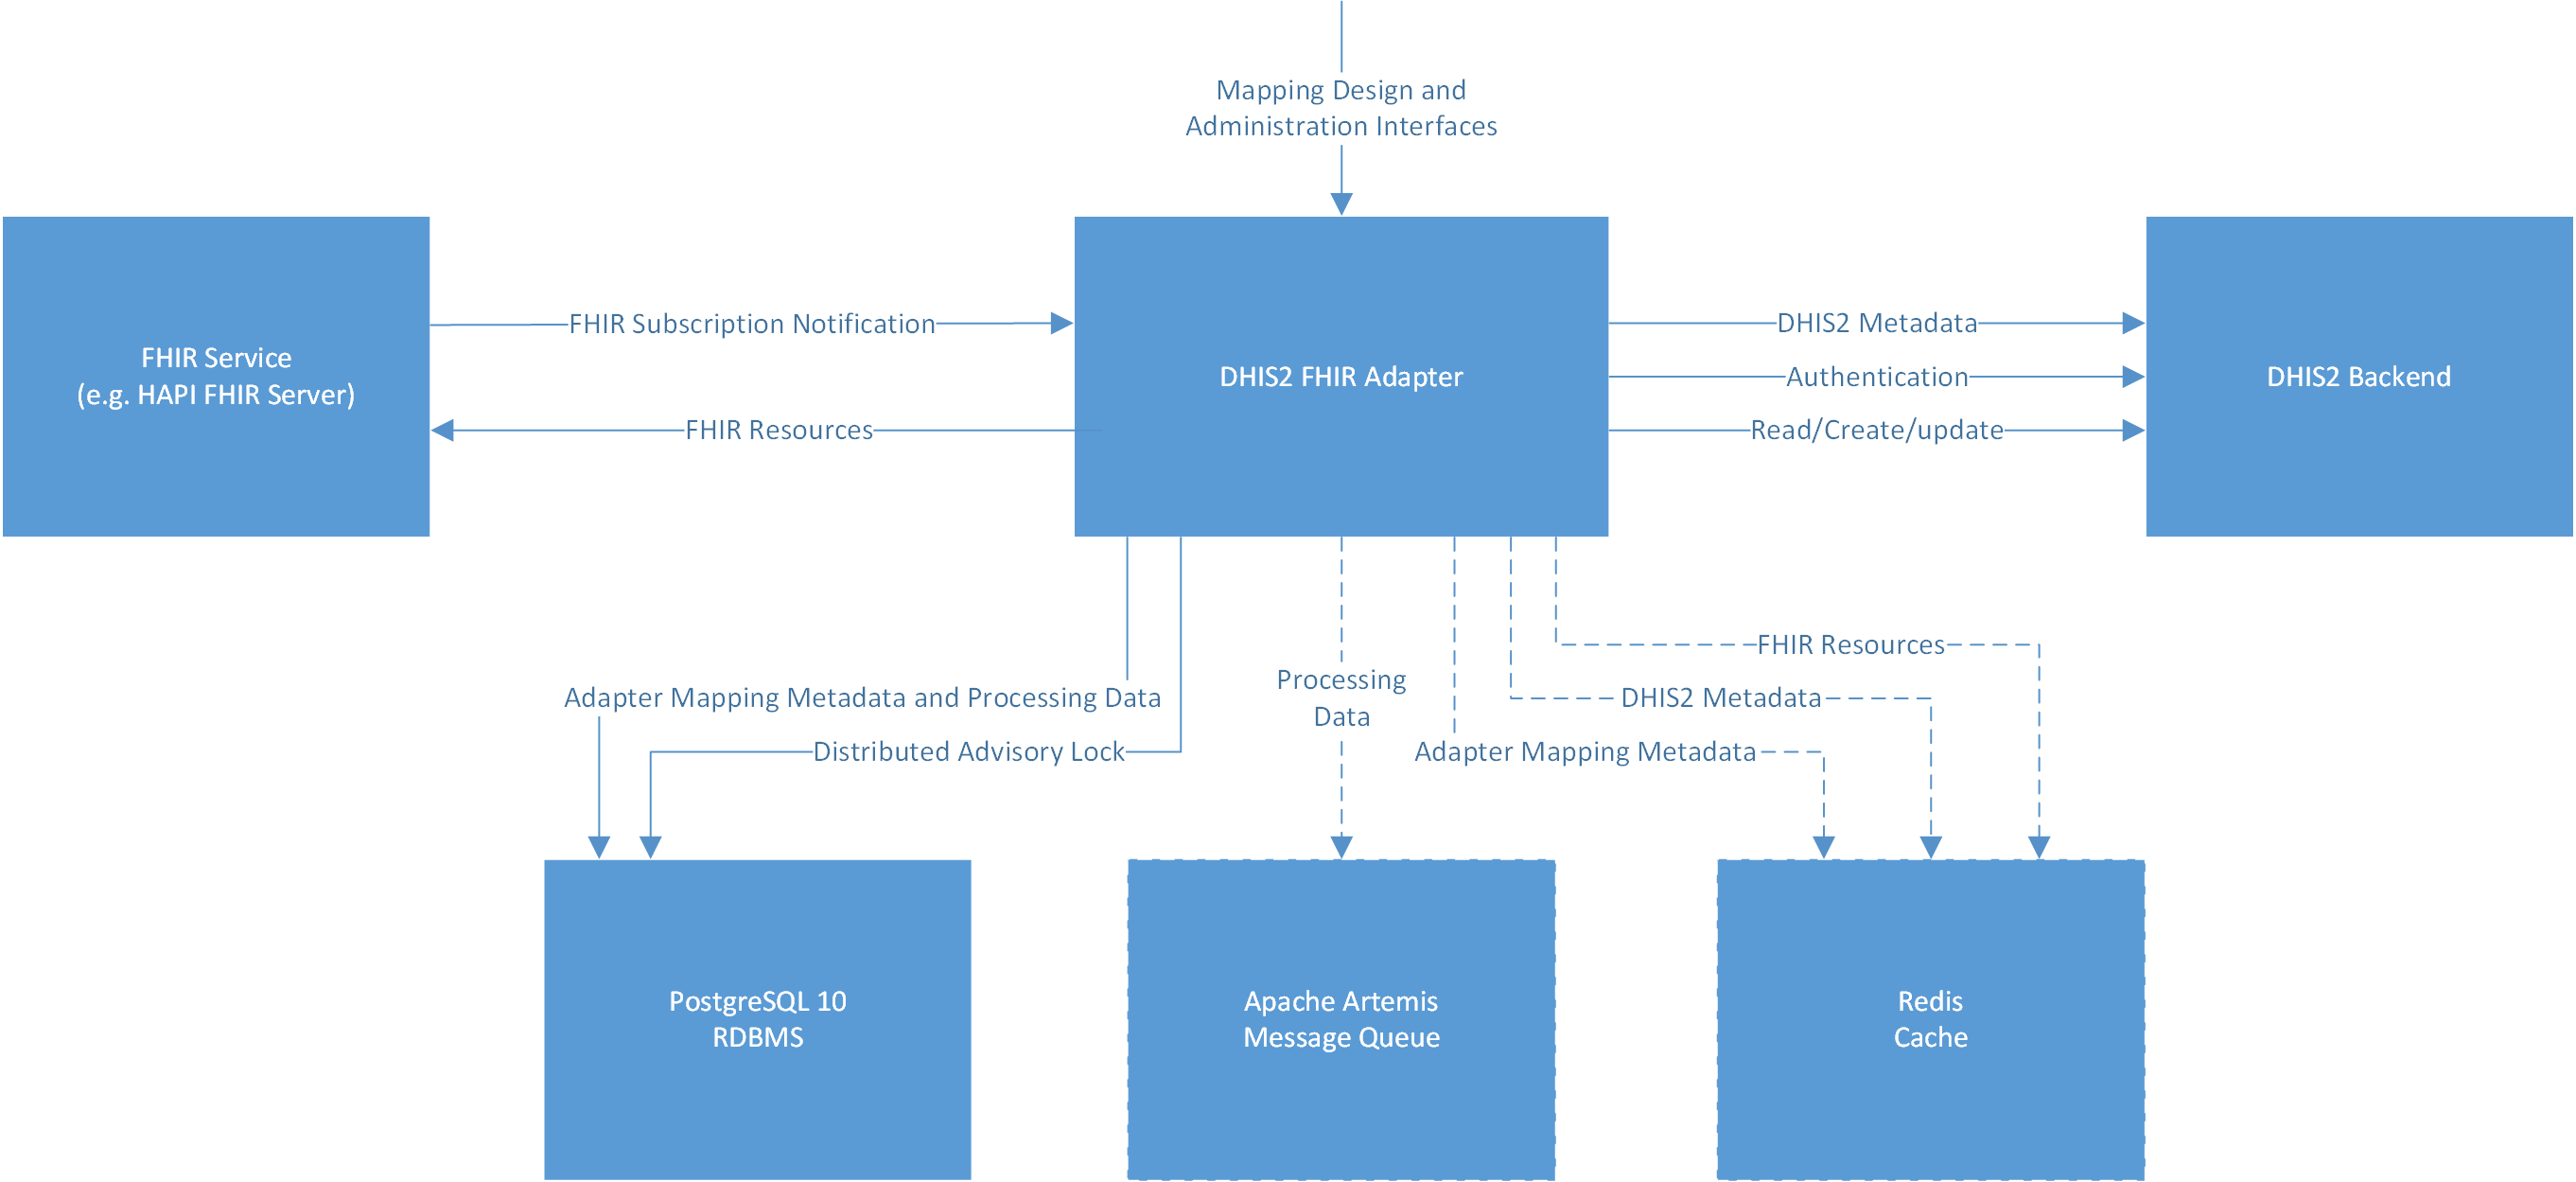 Mapping Design and
Administration Interfaces
FHIR Service
(e.g. HAPI FHIR Server)
FHIR Subscription Notification
FHIR Resources
DHIS2 FHIR Adapter
DHIS2 Metadata
Authentication
Read/Create/update
DHIS2 Backend
Adapter Mapping Metadata and Processing Data
Distributed Advisory Lock
Processing
Data
FHIR Resources
DHIS2 Metadata
Adapter Mapping Metadata
PostgreSQL 10
RDBMS
Apache Artemis
Message Queue
Redis
Cache